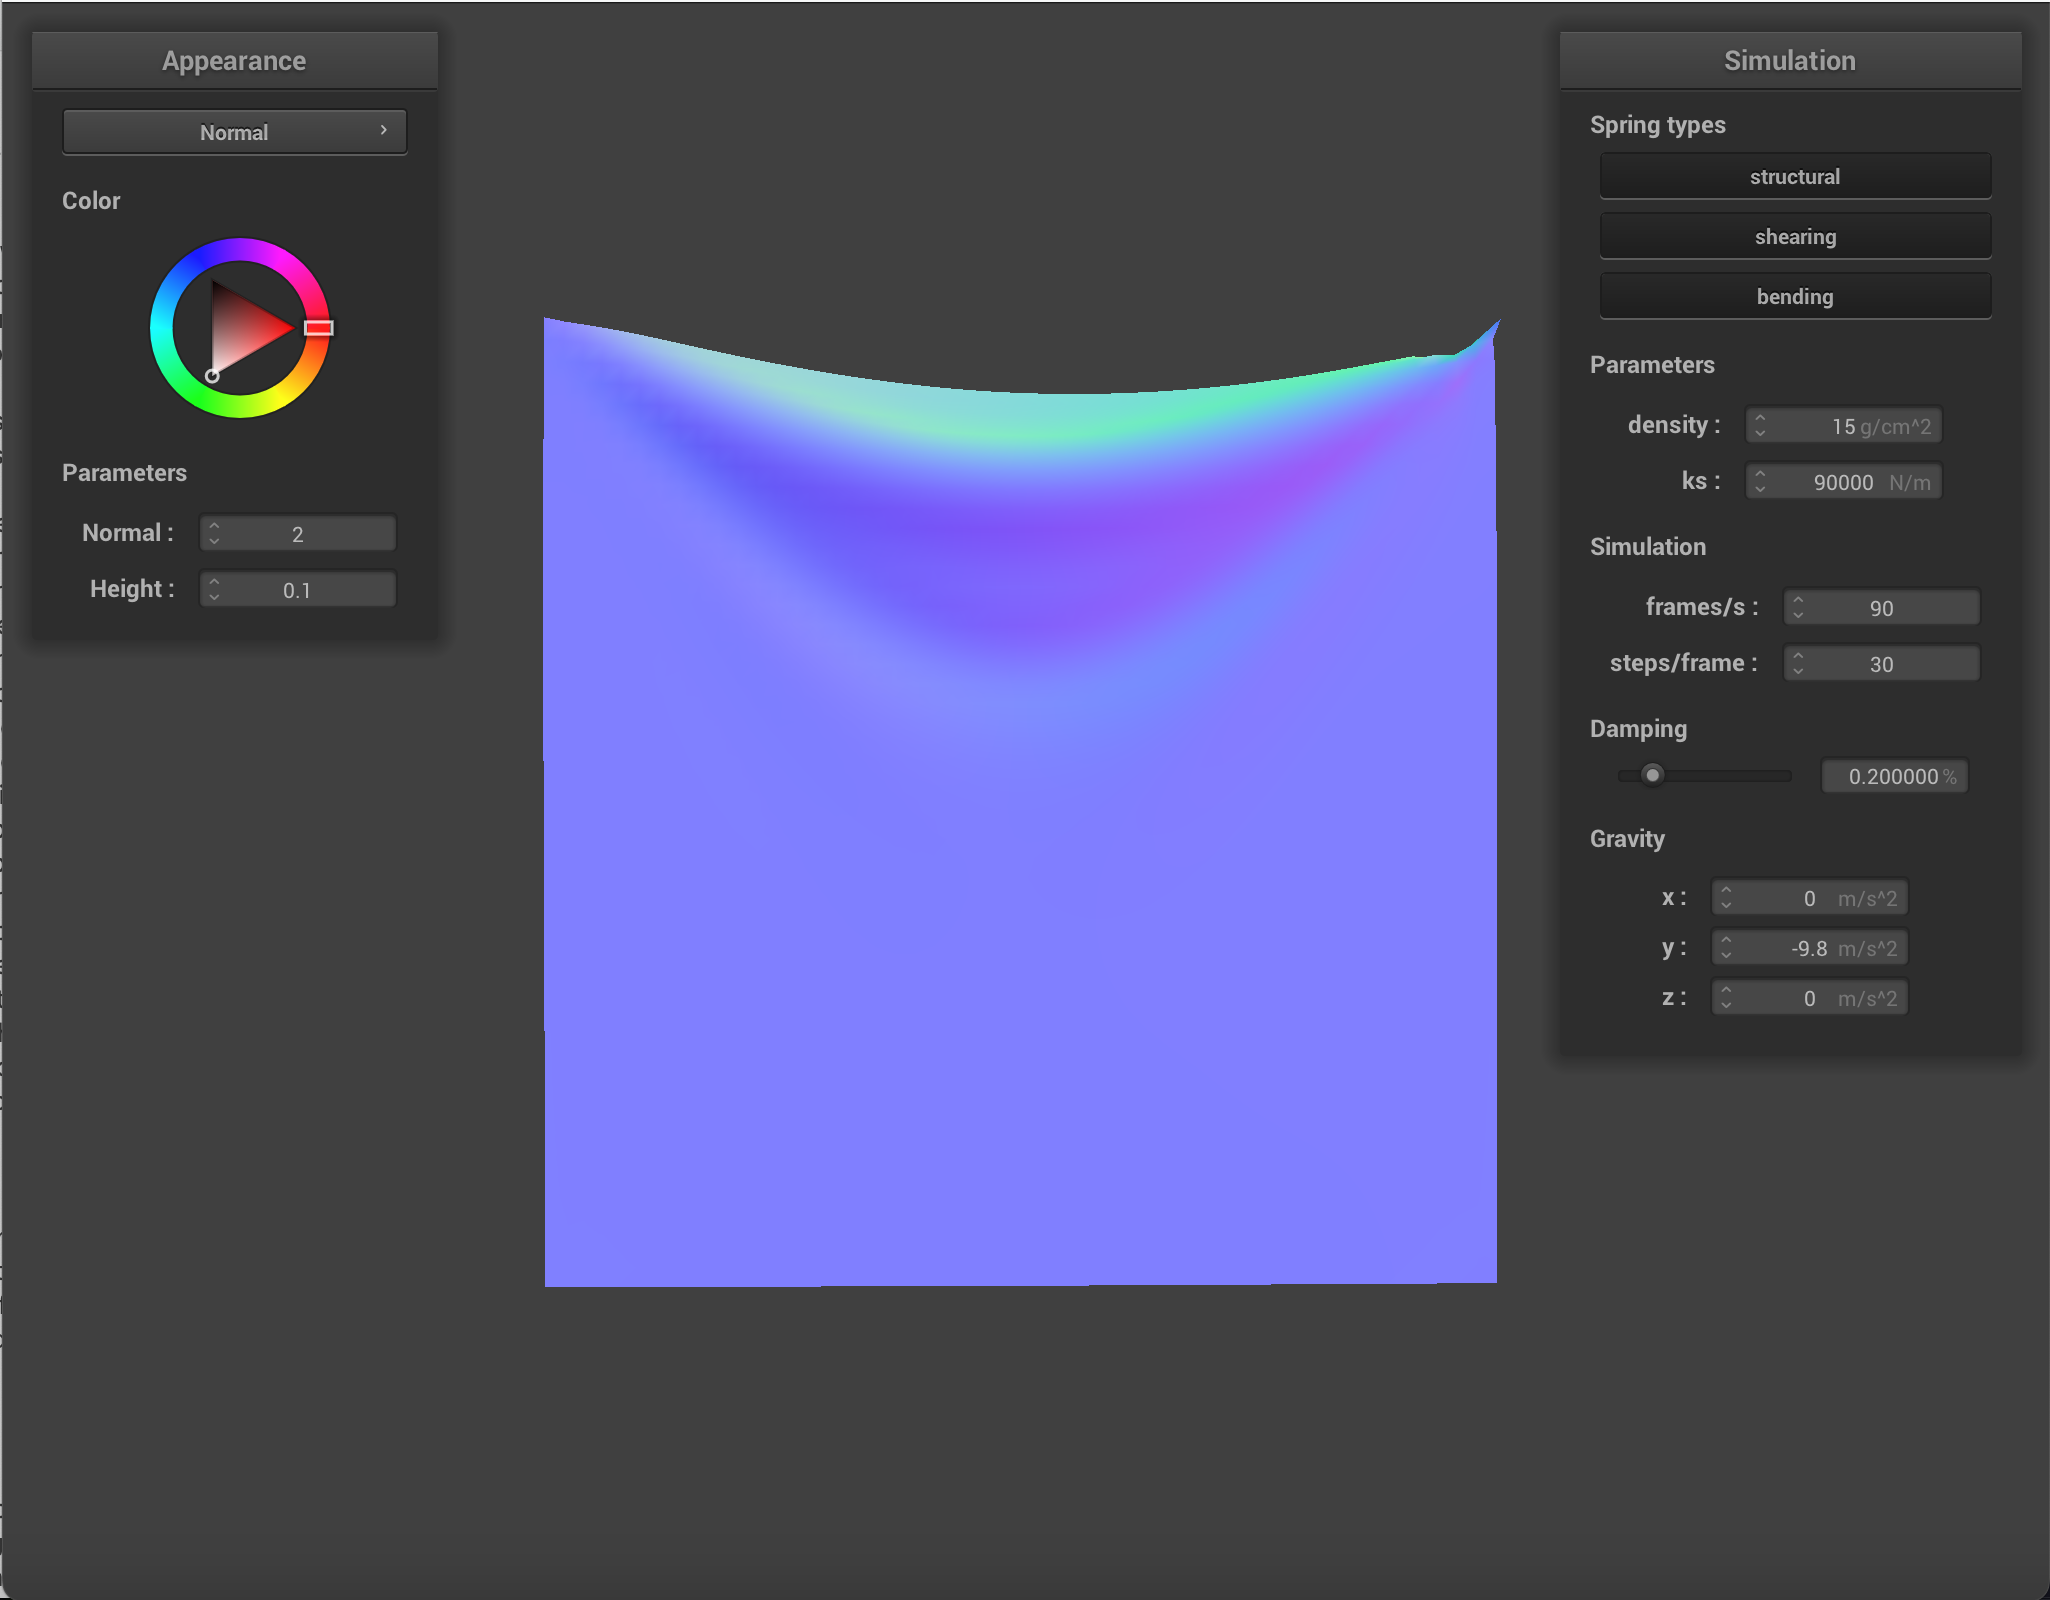 Appearance
Normal
Color
Parameters
Normal : 2
Height : 0.1
Simulation
Spring types
structural
shearing
bending
Parameters
density : 15 g/cm^2
ks : 90000 N/m
Simulation
frames/s : 90
steps/frame : 30
Damping
0.200000 %
Gravity
x : 0 m/s^2
y : -9.8 m/s^2
z : 0 m/s^2